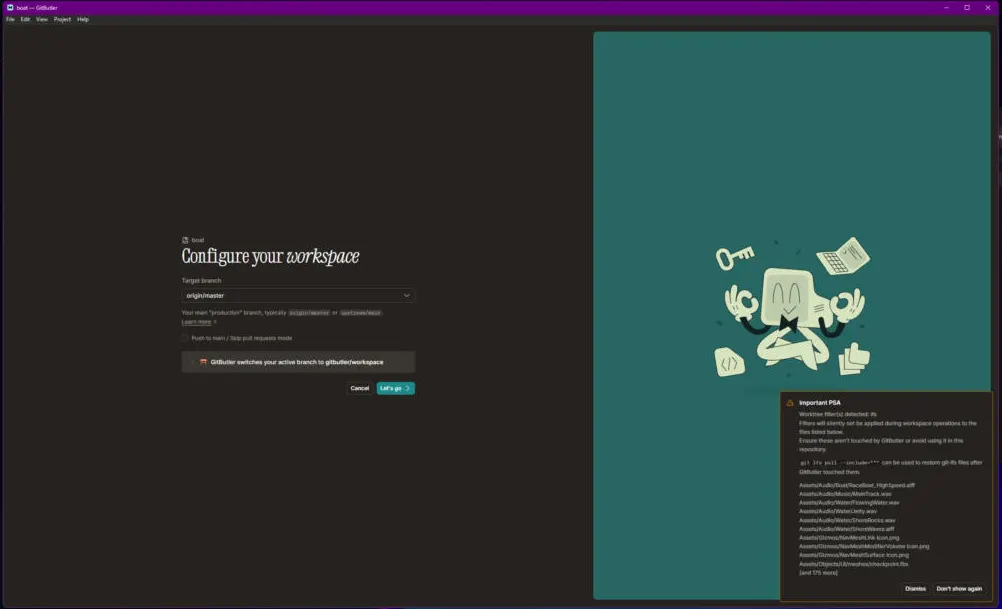 boat — GitButler
File Edit View Project Help
boat
Configure your workspace
Target branch
origin/master
Your main "production" branch, typically origin/master or upstream/main.
Learn more
Push to main / Skip pull requests mode
GitButler switches your active branch to gitbutler/workspace
Cancel Let's go
</>
Important PSA
Worktree filter(s) detected: lfs
Filters will silently not be applied during workspace operations to the
files listed below.
Ensure these aren't touched by GitButler or avoid using it in this
repository.
git lfs pull --include="*" can be used to restore git-lfs files after
GitButler touched them.
Assets/Audio/Boat/RaceBoat_HighSpeed.aiff
Assets/Audio/Music/MainTrack.wav
Assets/Audio/Water/FlowingWater.wav
Assets/Audio/Water/Jetty.wav
Assets/Audio/Water/ShoreRocks.wav
Assets/Audio/Water/ShoreWaves.aiff
Assets/Gizmos/NavMeshLink Icon.png
Assets/Gizmos/NavMeshModifierVolume Icon.png
Assets/Gizmos/NavMeshSurface Icon.png
Assets/Objects/UI/meshes/checkpoint.fbx
[and 175 more]
Dismiss Don't show again